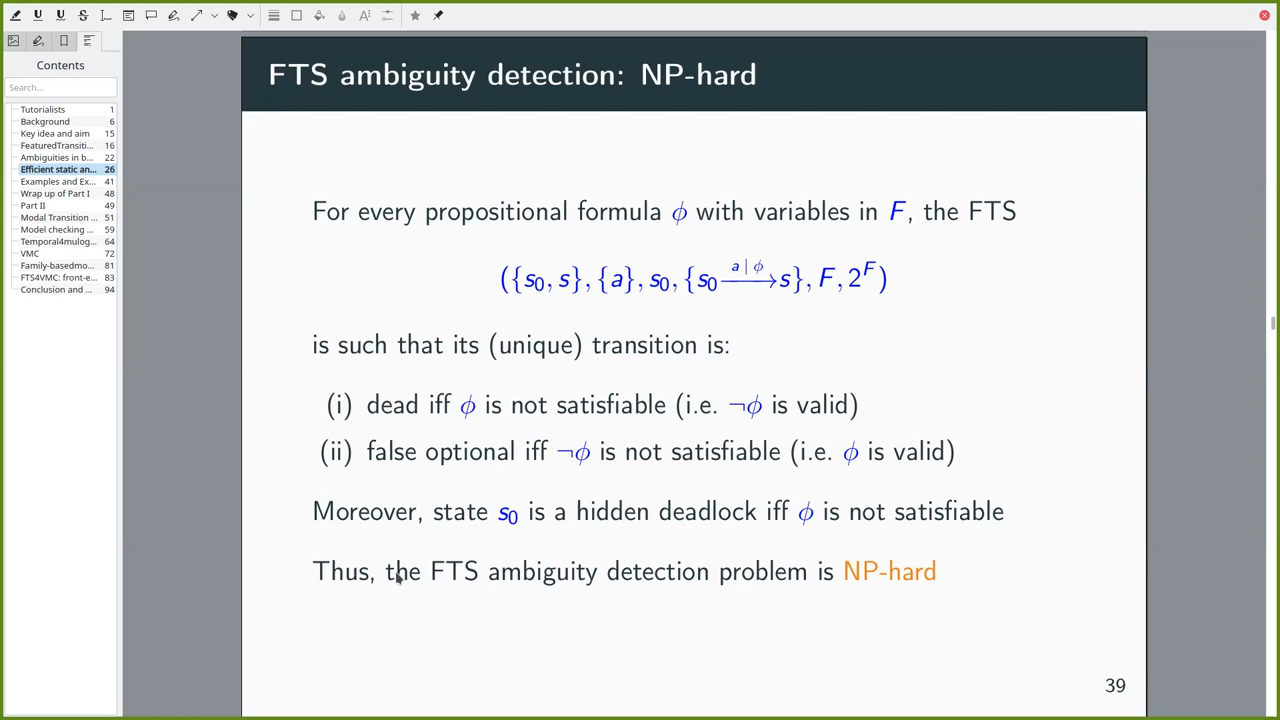 Contents
Search...
Tutorialists 1
Background 6
Key idea and aim 15
FeaturedTransiti... 16
Ambiguities in b... 22
Efficient static an... 26
Examples and Ex... 41
Wrap up of Part I 48
Part II 49
Modal Transition ... 51
Model checking ... 59
Temporal4mulog... 64
VMC 72
Family-basedmo... 81
FTS4VMC: front-e... 83
Conclusion and ... 94
FTS ambiguity detection: NP-hard
For every propositional formula ϕ with variables in F, the FTS
({s₀, s}, {a}, s₀, {s₀ —a | ϕ→ s}, F, 2^F)
is such that its (unique) transition is:
(i) dead iff ϕ is not satisfiable (i.e. ¬ϕ is valid)
(ii) false optional iff ¬ϕ is not satisfiable (i.e. ϕ is valid)
Moreover, state s₀ is a hidden deadlock iff ϕ is not satisfiable
Thus, the FTS ambiguity detection problem is NP-hard
39